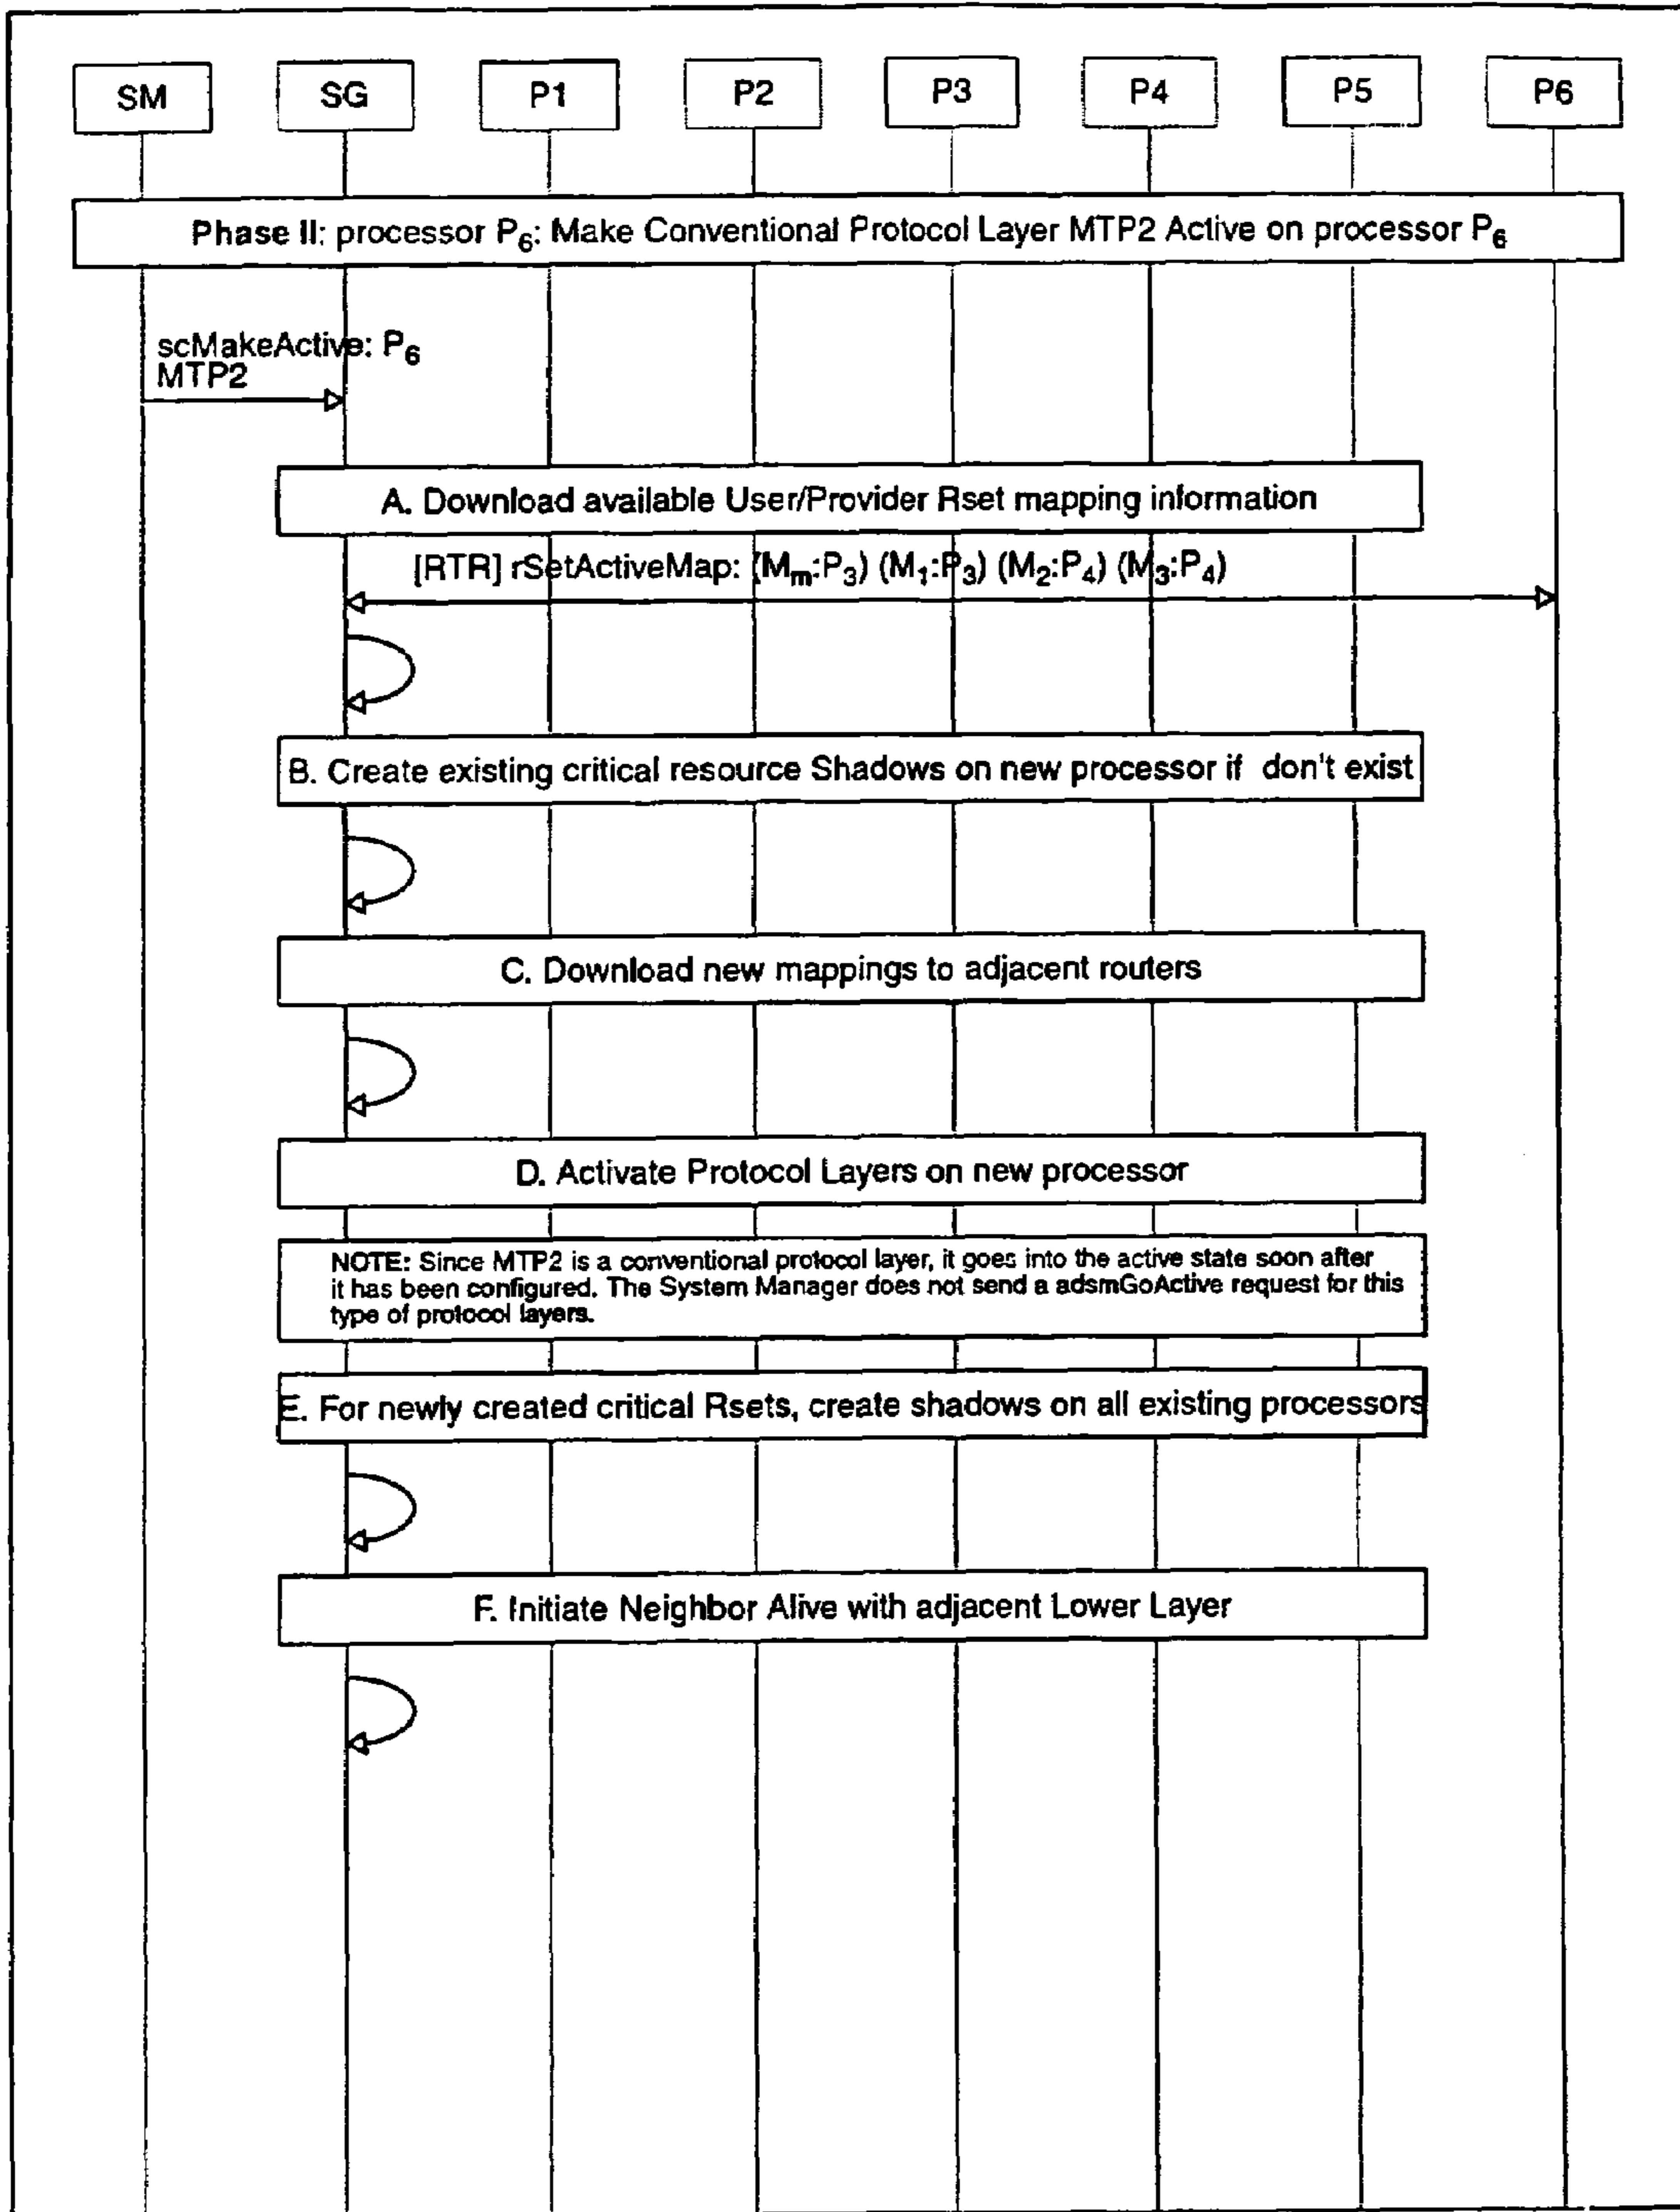 SM SG P1 P2 P3 P4 P5 P6
Phase II: processor P₆: Make Conventional Protocol Layer MTP2 Active on processor P₆
scMakeActive: P₆
MTP2
A. Download available User/Provider Rset mapping information
[RTR] rSetActiveMap: (Mₘ:P₃) (M₁:P₃) (M₂:P₄) (M₃:P₄)
B. Create existing critical resource Shadows on new processor if don't exist
C. Download new mappings to adjacent routers
D. Activate Protocol Layers on new processor
NOTE: Since MTP2 is a conventional protocol layer, it goes into the active state soon after
it has been configured. The System Manager does not send a adsmGoActive request for this
type of protocol layers.
E. For newly created critical Rsets, create shadows on all existing processors
F. Initiate Neighbor Alive with adjacent Lower Layer